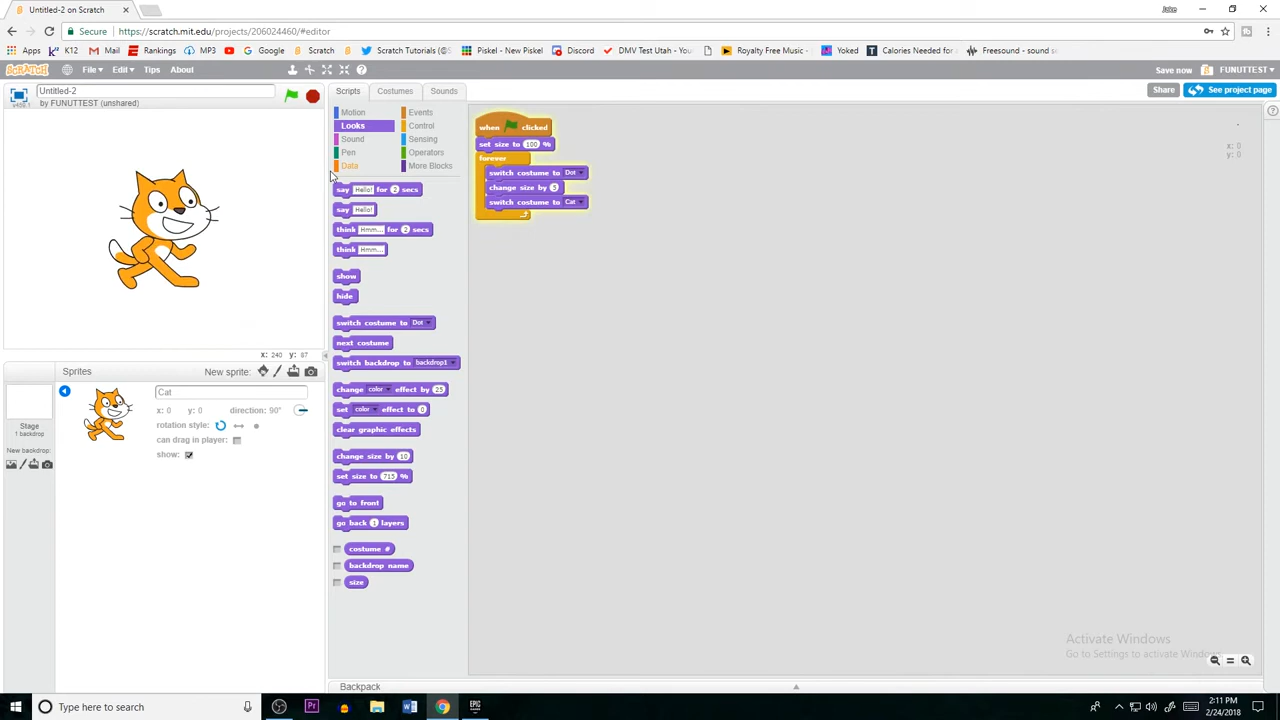 Untitled-2 on Scratch
John
Secure https://scratch.mit.edu/projects/206024460/#editor
Apps K12 Mail Rankings MP3 Google Scratch Scratch Tutorials (@S Piskel - New Piskel Discord DMV Test Utah - You Royalty Free Music - Yoked Calories Needed for Freesound - sound s
SCRATCH File Edit Tips About Save now FUNUTTEST
Untitled-2
by FUNUTTEST (unshared)
Scripts Costumes Sounds
Share See project page
Motion Events
Looks Control
Sound Sensing
Pen Operators
Data More Blocks
when clicked
set size to 100 %
forever
switch costume to Dot
change size by 5
switch costume to Cat
x: 0
y: 0
say Hello! for 2 secs
say Hello!
think Hmm... for 2 secs
think Hmm...
show
hide
switch costume to Dot
next costume
switch backdrop to backdrop1
change color effect by 25
set color effect to 0
clear graphic effects
change size by 10
set size to 715 %
go to front
go back 1 layers
costume #
backdrop name
size
x: 240 y: 87
Sprites New sprite:
Cat
x: 0 y: 0 direction: 90°
rotation style:
can drag in player:
show:
Stage
1 backdrop
New backdrop:
Activate Windows
Go to Settings to activate Windows.
Backpack
Type here to search
2:11 PM
2/24/2018